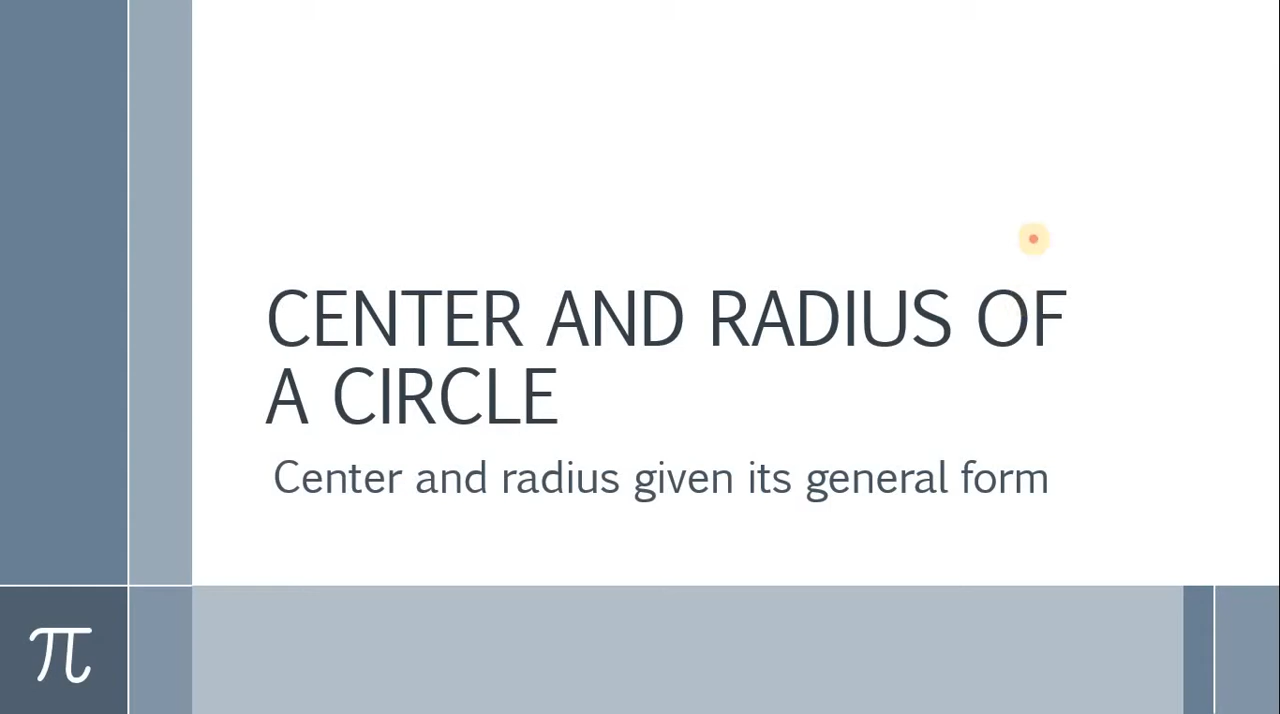 CENTER AND RADIUS OF
A CIRCLE
Center and radius given its general form
π